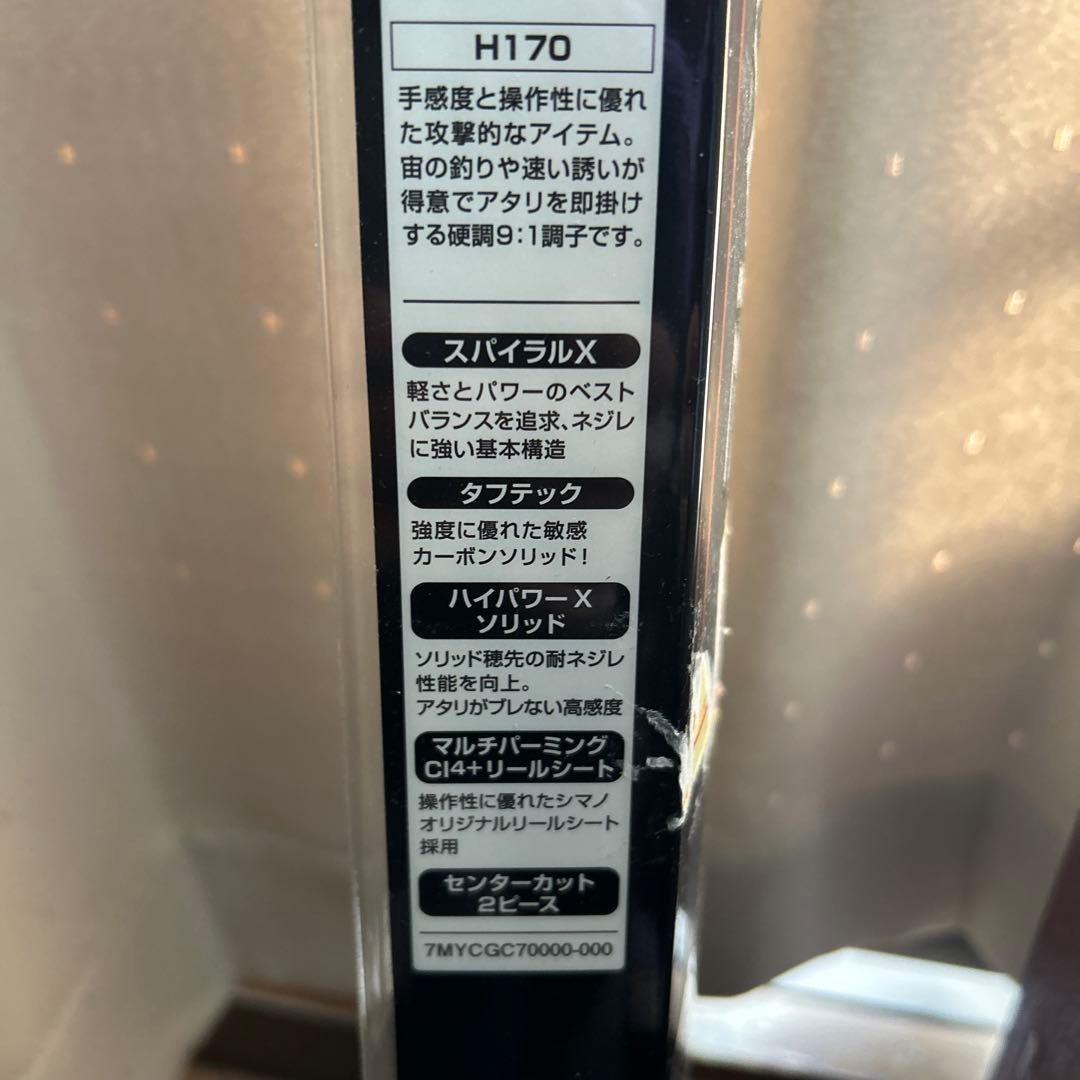 H170
手感度と操作性に優れ
た攻撃的なアイテム。
宙の釣りや速い誘いが
得意でアタリを即掛け
する硬調9:1調子です。
スパイラルX
軽さとパワーのベスト
バランスを追求、ネジレ
に強い基本構造
タフテック
強度に優れた敏感
カーボンソリッド!
ハイパワーX
ソリッド
ソリッド穂先の耐ネジレ
性能を向上。
アタリがブレない高感度
マルチパーミング
CI4+リールシート
操作性に優れたシマノ
オリジナルリールシート
採用
センターカット
2ピース
7MYCGC70000-000